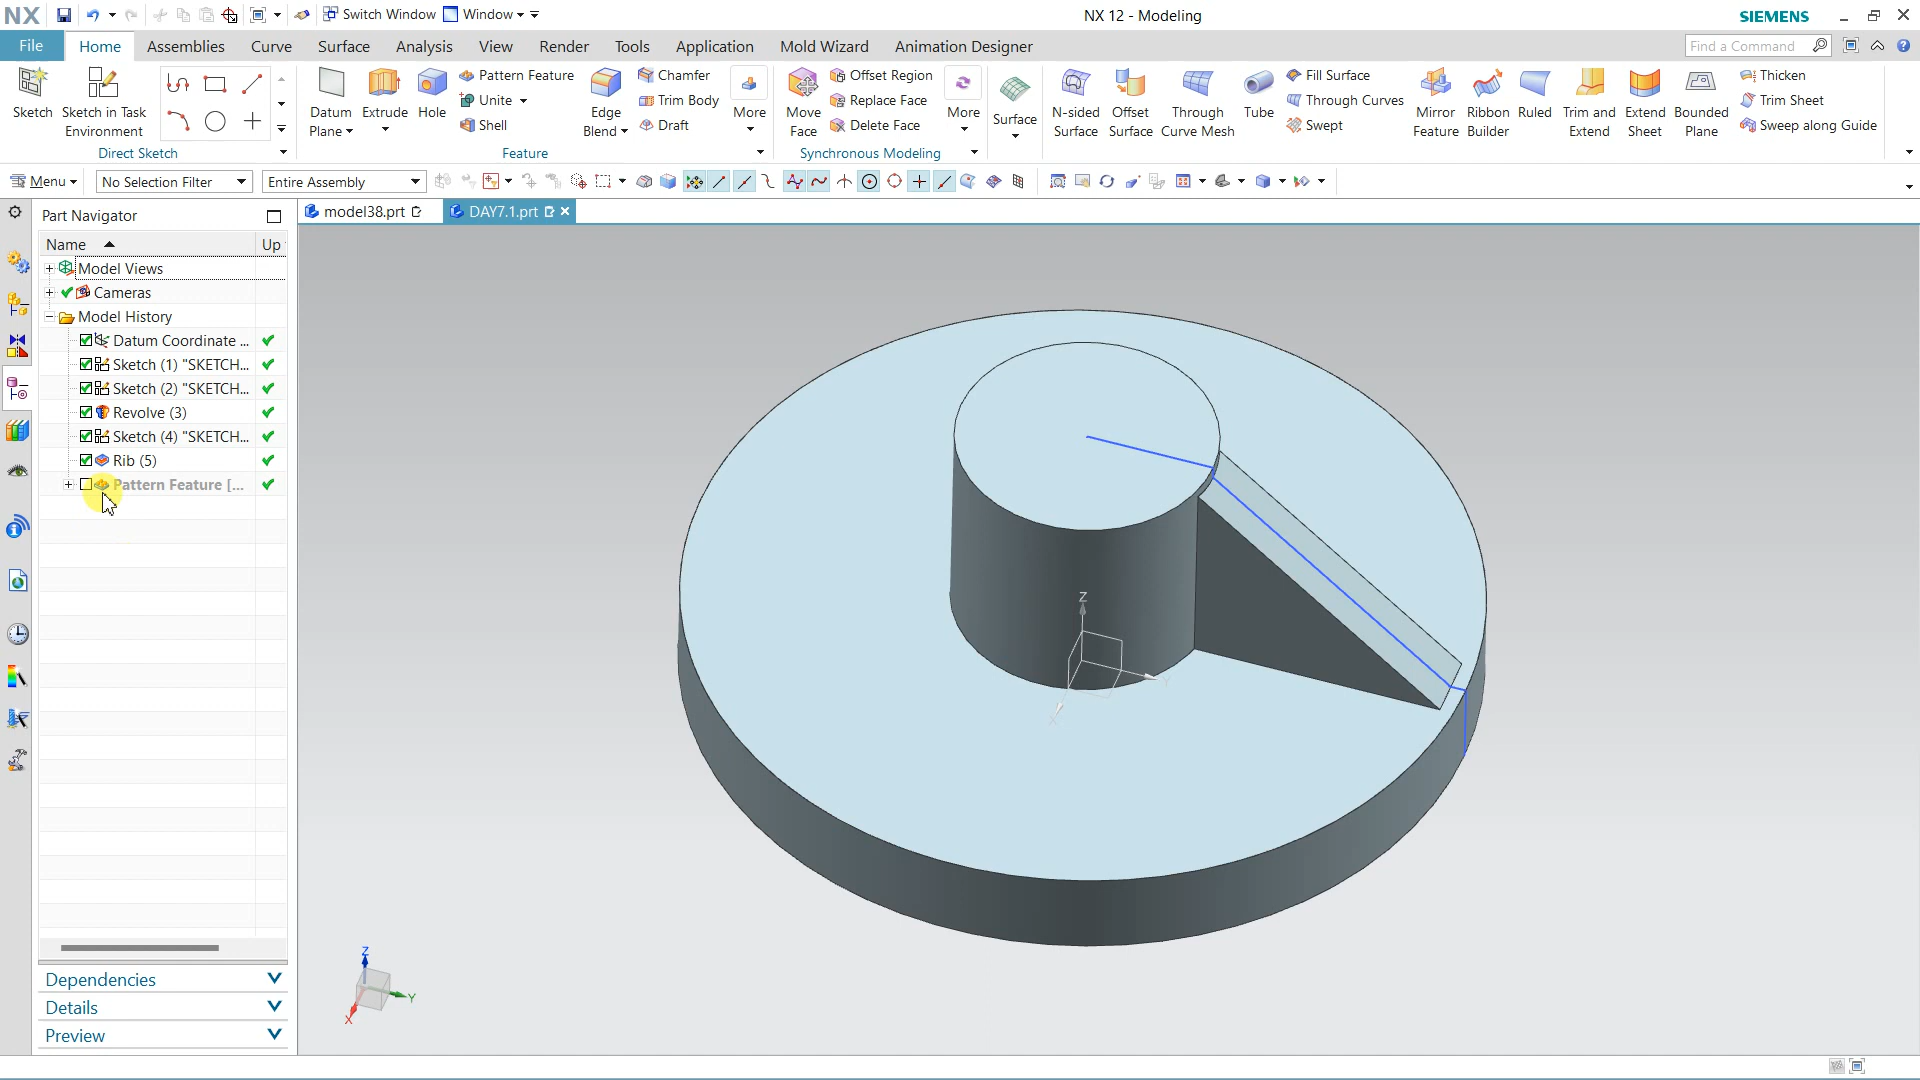 NX
Switch Window
Window
NX 12 - Modeling
SIEMENS
File
Home
Assemblies
Curve
Surface
Analysis
View
Render
Tools
Application
Mold Wizard
Animation Designer
Find a Command
Sketch
Sketch in Task Environment
Direct Sketch
Datum Plane
Extrude
Hole
Pattern Feature
Unite
Shell
Edge Blend
Chamfer
Trim Body
Draft
More
Feature
Move Face
Offset Region
Replace Face
Delete Face
More
Synchronous Modeling
Surface
N-sided Surface
Offset Surface
Through Curve Mesh
Tube
Fill Surface
Through Curves
Swept
Mirror Feature
Ribbon Builder
Ruled
Trim and Extend
Extend Sheet
Bounded Plane
Thicken
Trim Sheet
Sweep along Guide
Menu
No Selection Filter
Entire Assembly
Part Navigator
model38.prt
DAY7.1.prt
Name
Up
Model Views
Cameras
Model History
Datum Coordinate ...
Sketch (1) "SKETCH...
Sketch (2) "SKETCH...
Revolve (3)
Sketch (4) "SKETCH...
Rib (5)
Pattern Feature [...
Dependencies
Details
Preview
Z
Y
X
Z
Y
X